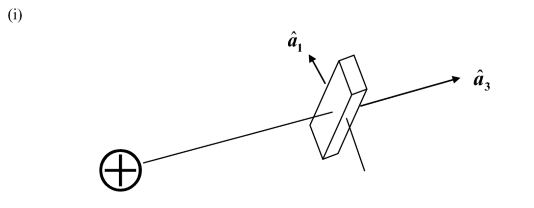 (i)
â₁
â₃